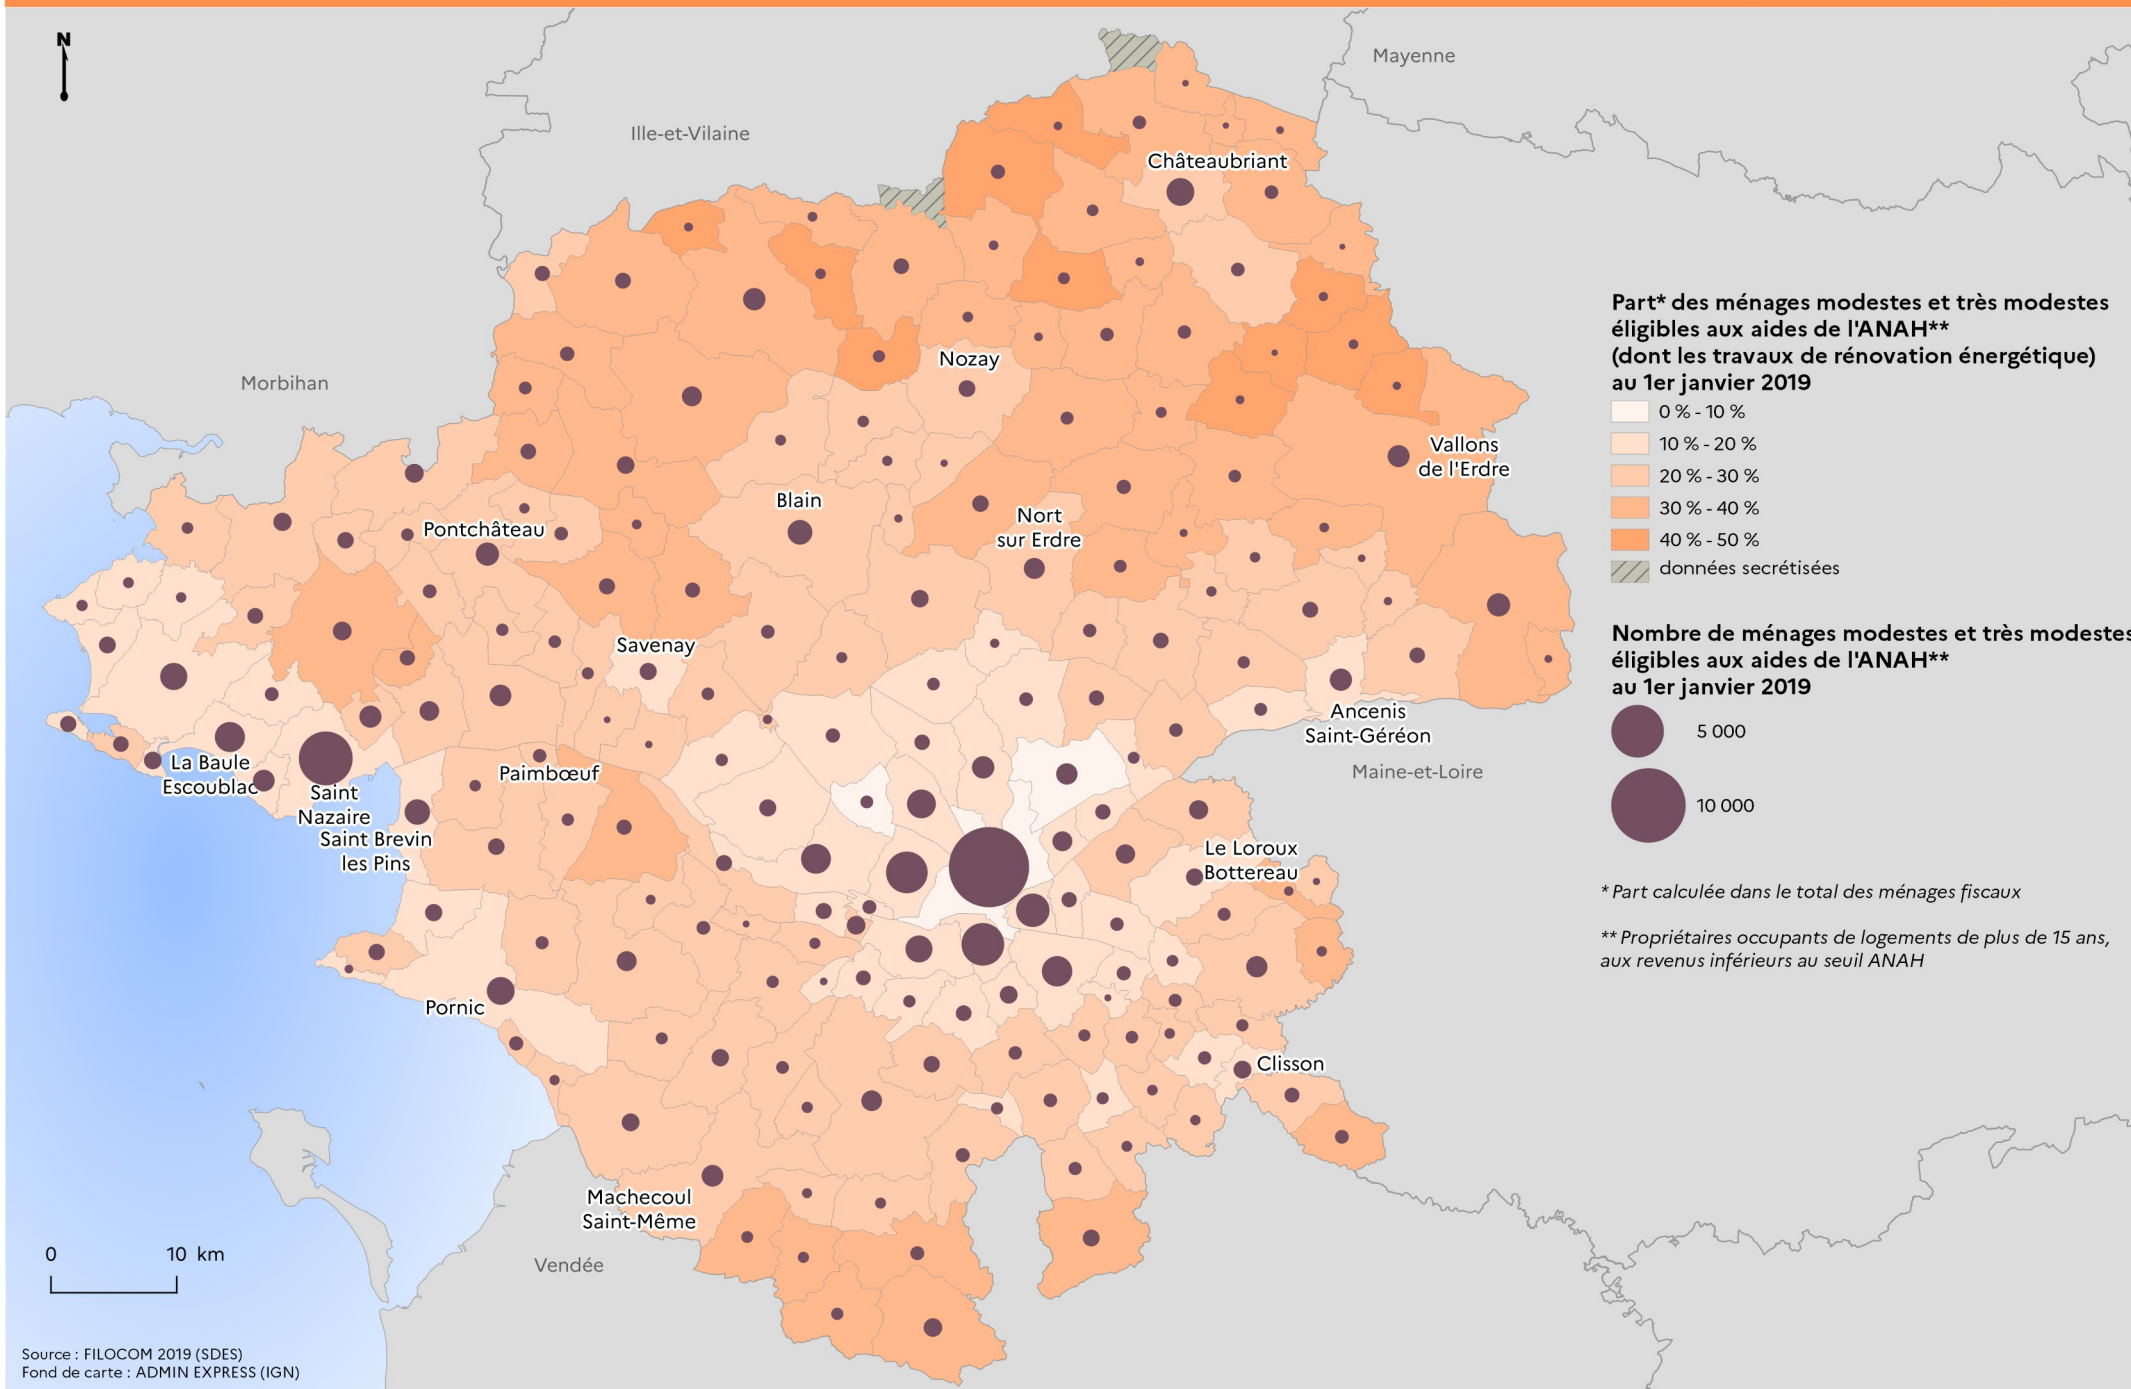 N
Mayenne
Ille-et-Vilaine
Châteaubriant
Morbihan
Nozay
Vallons
de l'Erdre
Blain
Nort
sur Erdre
Pontchâteau
Savenay
Ancenis
Saint-Géréon
Maine-et-Loire
La Baule
Escoublac
Saint
Nazaire
Paimbœuf
Saint Brevin
les Pins
Le Loroux
Bottereau
Pornic
Clisson
Machecoul
Saint-Même
Vendée
0 10 km
Source : FILOCOM 2019 (SDES)
Fond de carte : ADMIN EXPRESS (IGN)
Part* des ménages modestes et très modestes
éligibles aux aides de l'ANAH**
(dont les travaux de rénovation énergétique)
au 1er janvier 2019
0 % - 10 %
10 % - 20 %
20 % - 30 %
30 % - 40 %
40 % - 50 %
données secrétisées
Nombre de ménages modestes et très modestes
éligibles aux aides de l'ANAH**
au 1er janvier 2019
5 000
10 000
* Part calculée dans le total des ménages fiscaux
** Propriétaires occupants de logements de plus de 15 ans,
aux revenus inférieurs au seuil ANAH